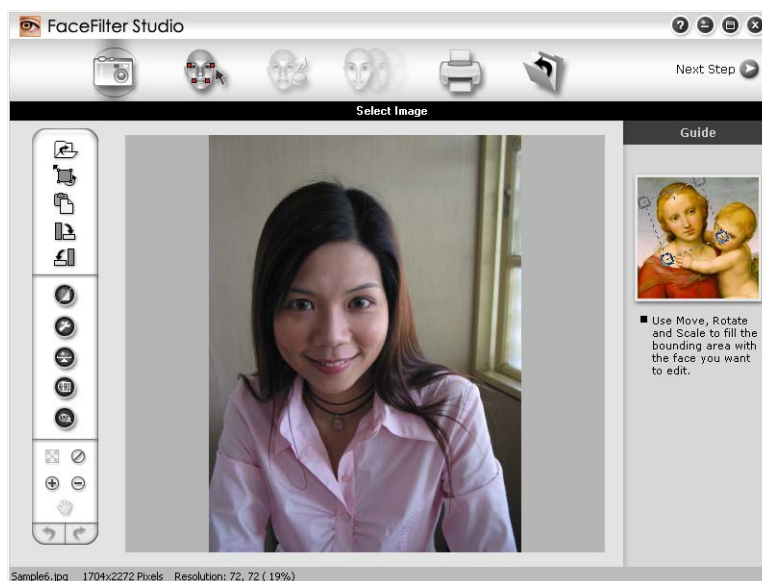 FaceFilter Studio
Next Step
Select Image
Guide
Use Move, Rotate
and Scale to fill the
bounding area with
the face you want
to edit.
Sample6.jpg 1704x2272 Pixels Resolution: 72, 72 ( 19%)